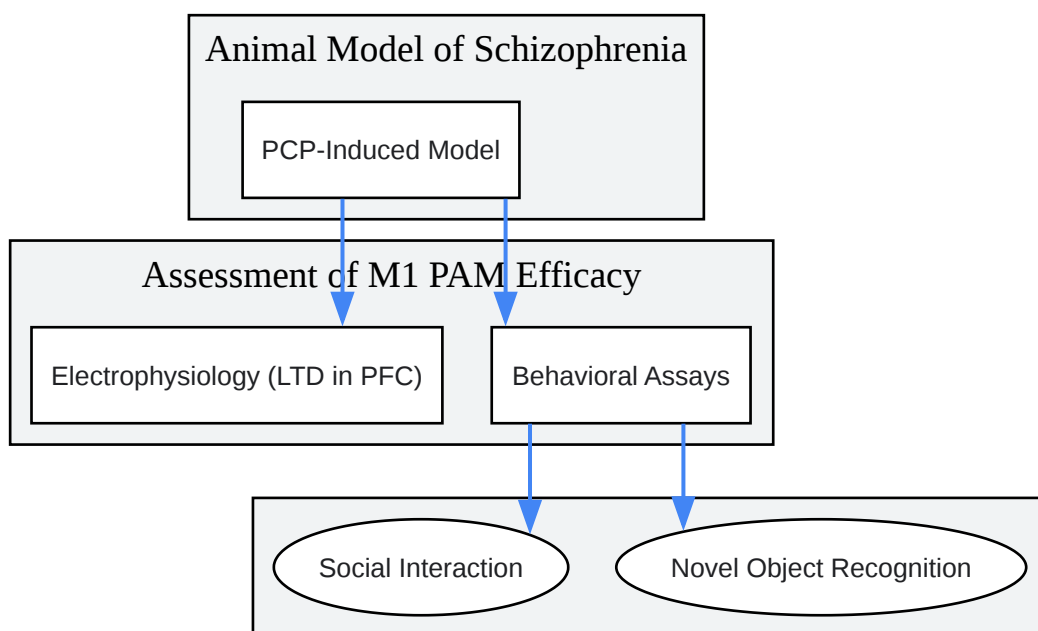 Animal Model of Schizophrenia
PCP-Induced Model
Assessment of M1 PAM Efficacy
Electrophysiology (LTD in PFC)
Behavioral Assays
Social Interaction
Novel Object Recognition